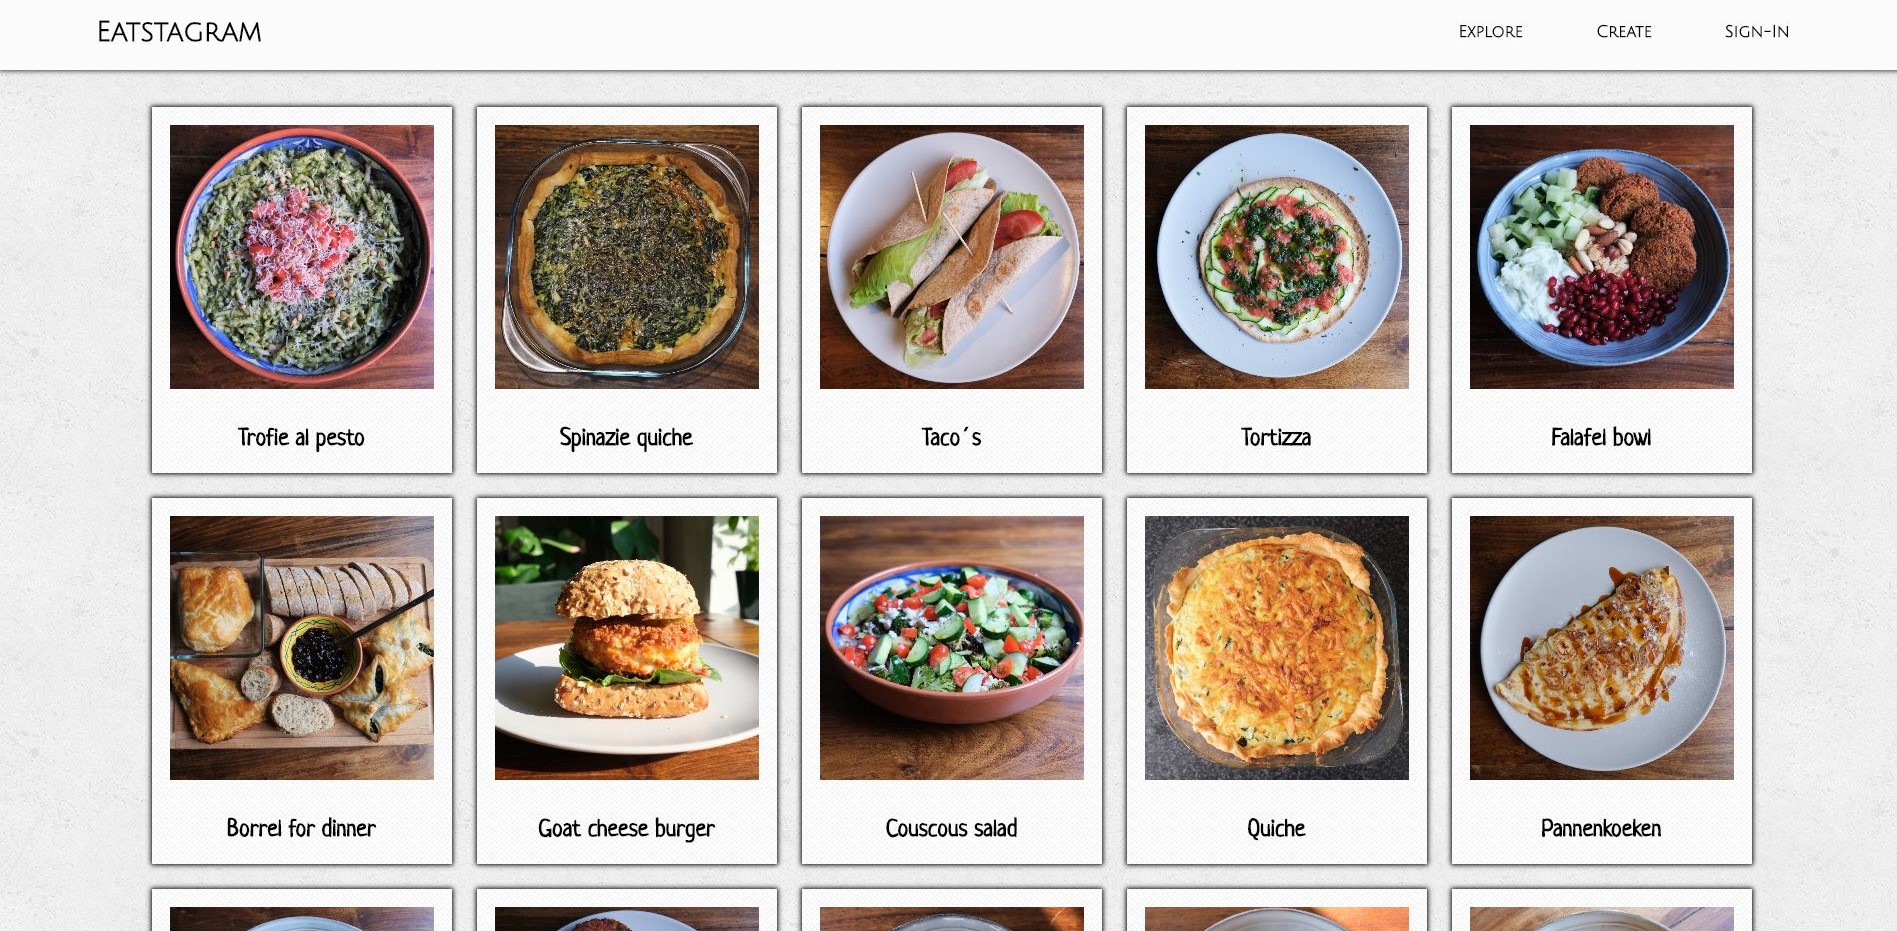 Eatstagram
Explore Create Sign-In
Trofie al pesto
Spinazie quiche
Taco´s
Tortizza
Falafel bowl
Borrel for dinner
Goat cheese burger
Couscous salad
Quiche
Pannenkoeken